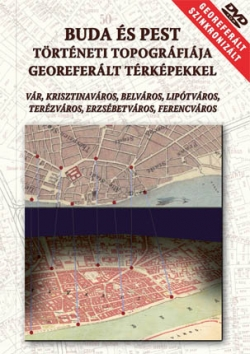 DVD
GEOREFERÁLT
SZINKRONIZÁLT
BUDA ÉS PEST
TÖRTÉNETI TOPOGRÁFIÁJA
GEOREFERÁLT TÉRKÉPEKKEL
VÁR, KRISZTINAVÁROS, BELVÁROS, LIPÓTVÁROS,
TERÉZVÁROS, ERZSÉBETVÁROS, FERENCVÁROS